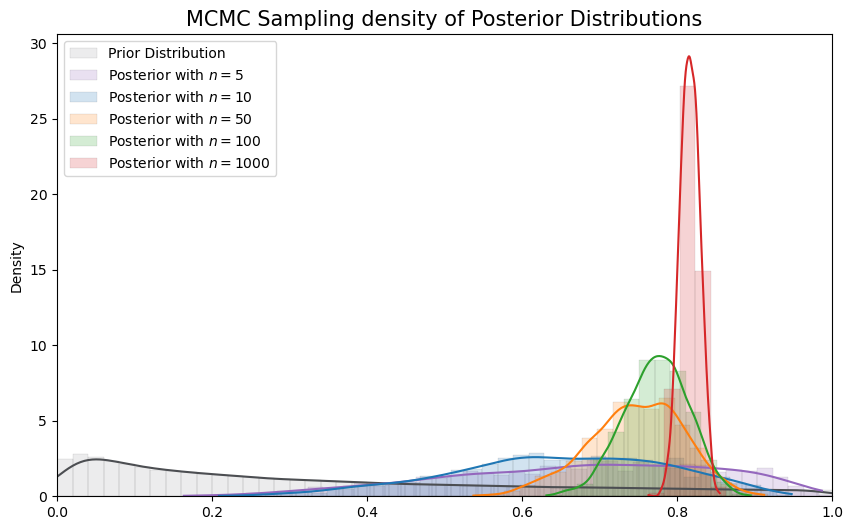 MCMC Sampling density of Posterior Distributions
30
25
20
15
10
5
0
Density
Prior Distribution
Posterior with n = 5
Posterior with n = 10
Posterior with n = 50
Posterior with n = 100
Posterior with n = 1000
0.0 0.2 0.4 0.6 0.8 1.0